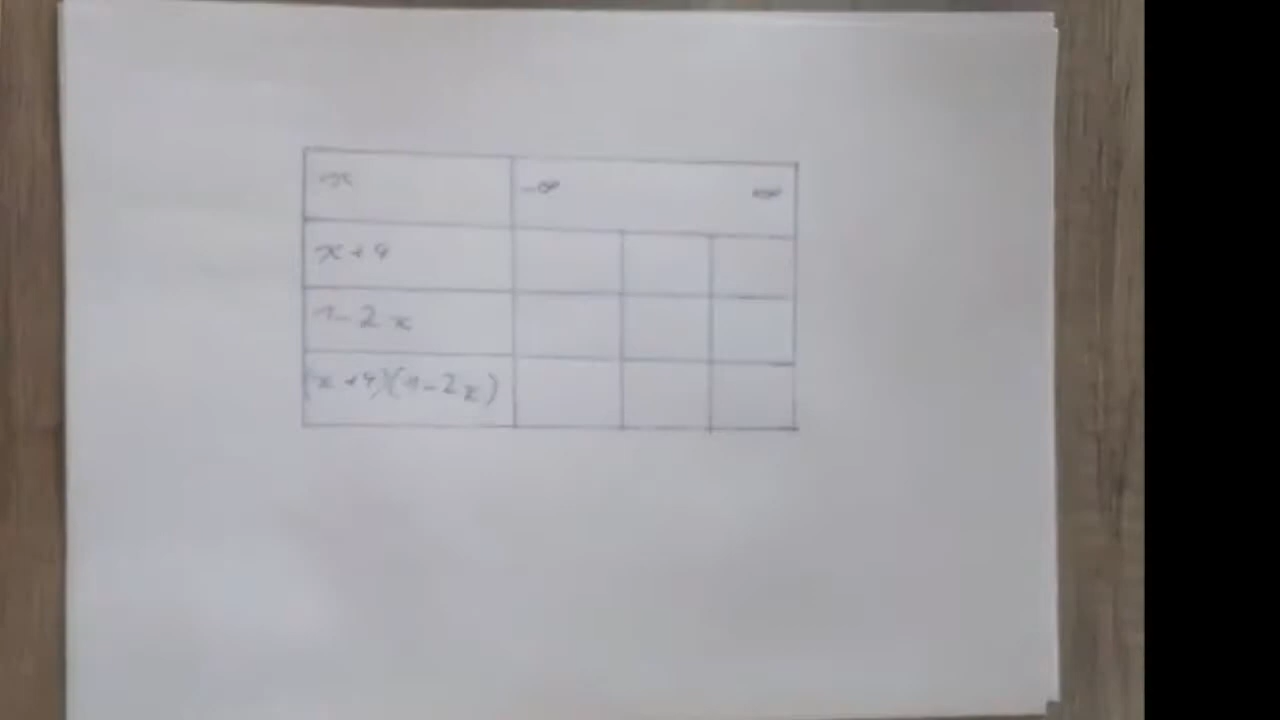 x -∞ +∞
x+4
1-2x
(x+4)(1-2x)